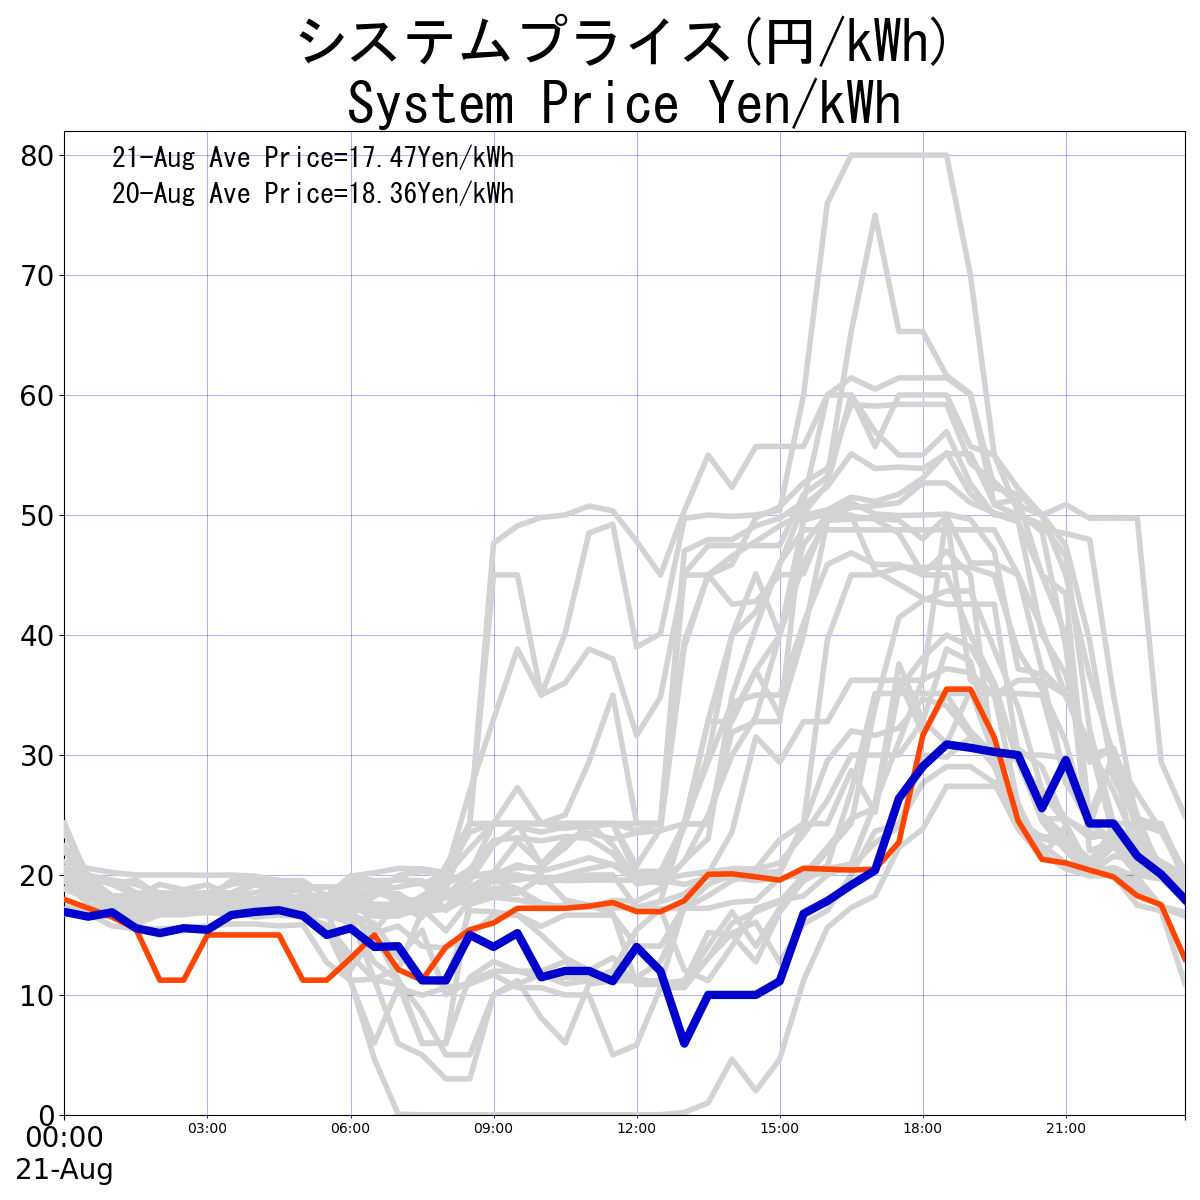 システムプライス(円/kWh)
System Price Yen/kWh
21-Aug Ave Price=17.47Yen/kWh
20-Aug Ave Price=18.36Yen/kWh
80
70
60
50
40
30
20
10
0
00:00 03:00 06:00 09:00 12:00 15:00 18:00 21:00
21-Aug